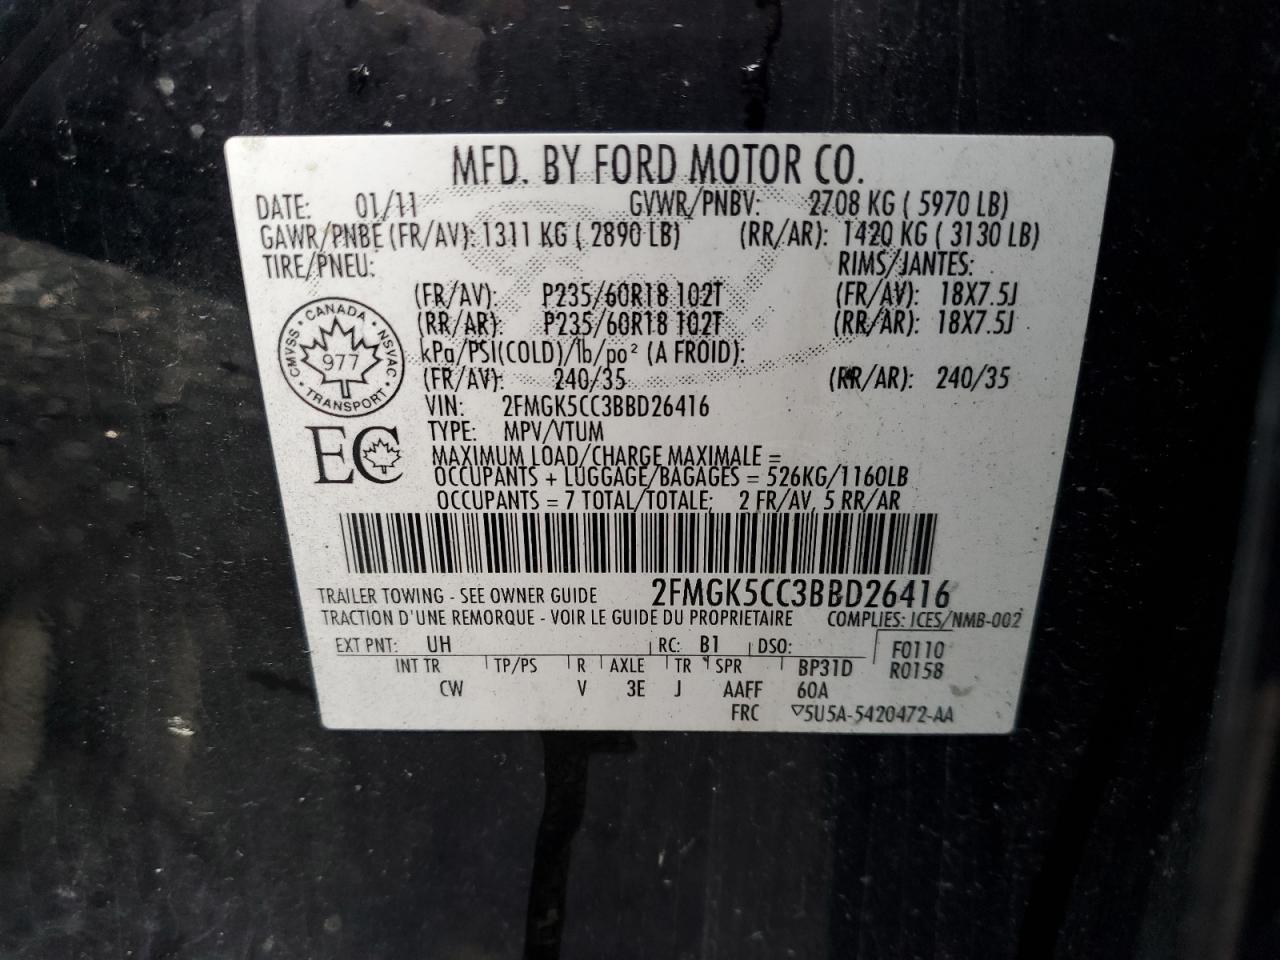 MFD. BY FORD MOTOR CO.
DATE: 01/11 GVWR/PNBV: 2708 KG ( 5970 LB)
GAWR/PNBE (FR/AV): 1311 KG ( 2890 LB) (RR/AR): 1420 KG ( 3130 LB)
TIRE/PNEU: RIMS/JANTES:
(FR/AV): P235/60R18 102T (FR/AV): 18X7.5J
(RR/AR): P235/60R18 102T (RR/AR): 18X7.5J
kPa/PSI(COLD)/lb/po² (A FROID):
(FR/AV): 240/35 (RR/AR): 240/35
CMVSS · CANADA · NSVAC · TRANSPORT ·
977
EC
VIN: 2FMGK5CC3BBD26416
TYPE: MPV/VTUM
MAXIMUM LOAD/CHARGE MAXIMALE =
OCCUPANTS + LUGGAGE/BAGAGES = 526KG/1160LB
OCCUPANTS = 7 TOTAL/TOTALE; 2 FR/AV, 5 RR/AR
TRAILER TOWING - SEE OWNER GUIDE 2FMGK5CC3BBD26416
TRACTION D'UNE REMORQUE - VOIR LE GUIDE DU PROPRIETAIRE COMPLIES: ICES/NMB-002
EXT PNT: UH RC: B1 DSO: F0110
INT TR TP/PS R AXLE TR SPR BP31D R0158
CW V 3E J AAFF 60A
FRC ▽5U5A-5420472-AA